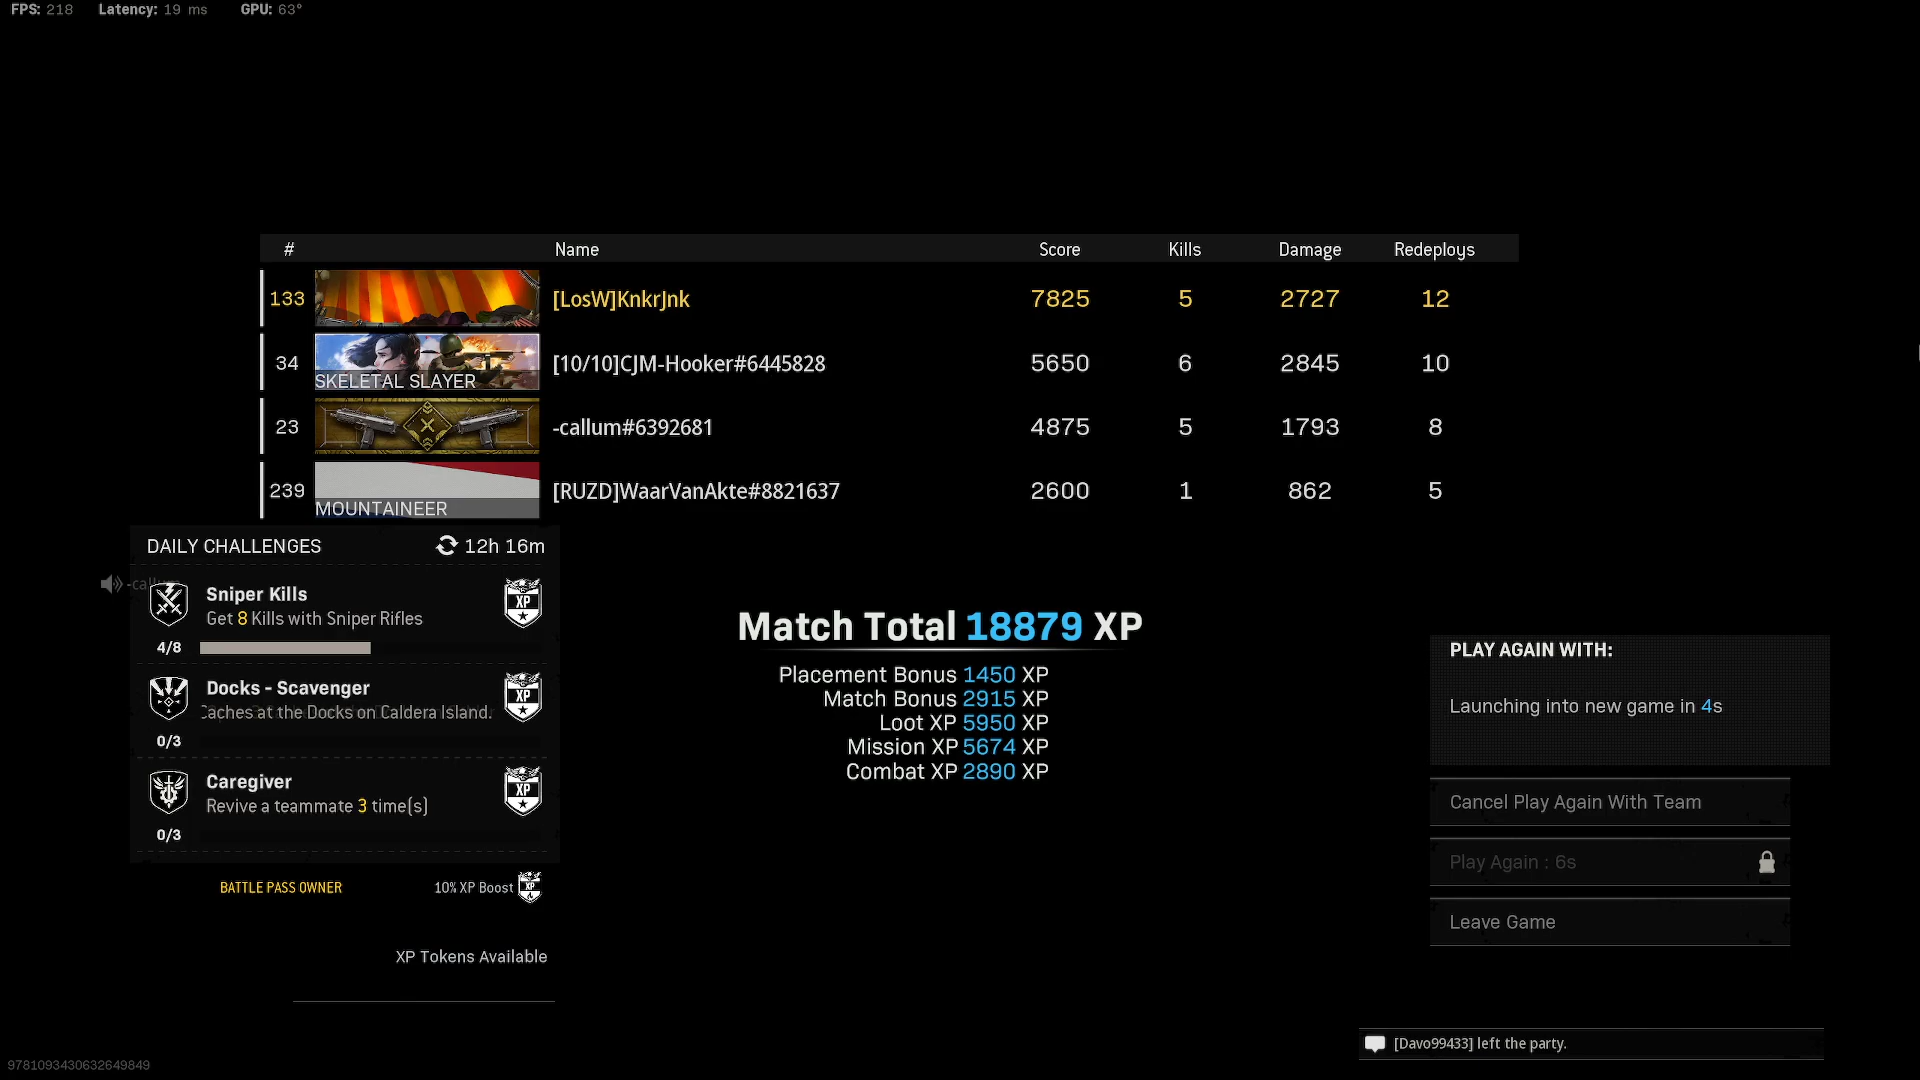 FPS: 218 Latency: 19 ms GPU: 63°
# Name Score Kills Damage Redeploys
133 [LosW]KnkrJnk 7825 5 2727 12
34 SKELETAL SLAYER [10/10]CJM-Hooker#6445828 5650 6 2845 10
23 -callum#6392681 4875 5 1793 8
239 MOUNTAINEER [RUZD]WaarVanAkte#8821637 2600 1 862 5
DAILY CHALLENGES 12h 16m
Sniper Kills
Get 8 Kills with Sniper Rifles
XP
4/8
Docks - Scavenger
Caches at the Docks on Caldera Island.
XP
0/3
Caregiver
Revive a teammate 3 time(s)
XP
0/3
BATTLE PASS OWNER 10% XP Boost XP
XP Tokens Available
Match Total 18879 XP
Placement Bonus 1450 XP
Match Bonus 2915 XP
Loot XP 5950 XP
Mission XP 5674 XP
Combat XP 2890 XP
PLAY AGAIN WITH:
Launching into new game in 4s
Cancel Play Again With Team
Play Again : 6s
Leave Game
[Davo99433] left the party.
9781093430632649849